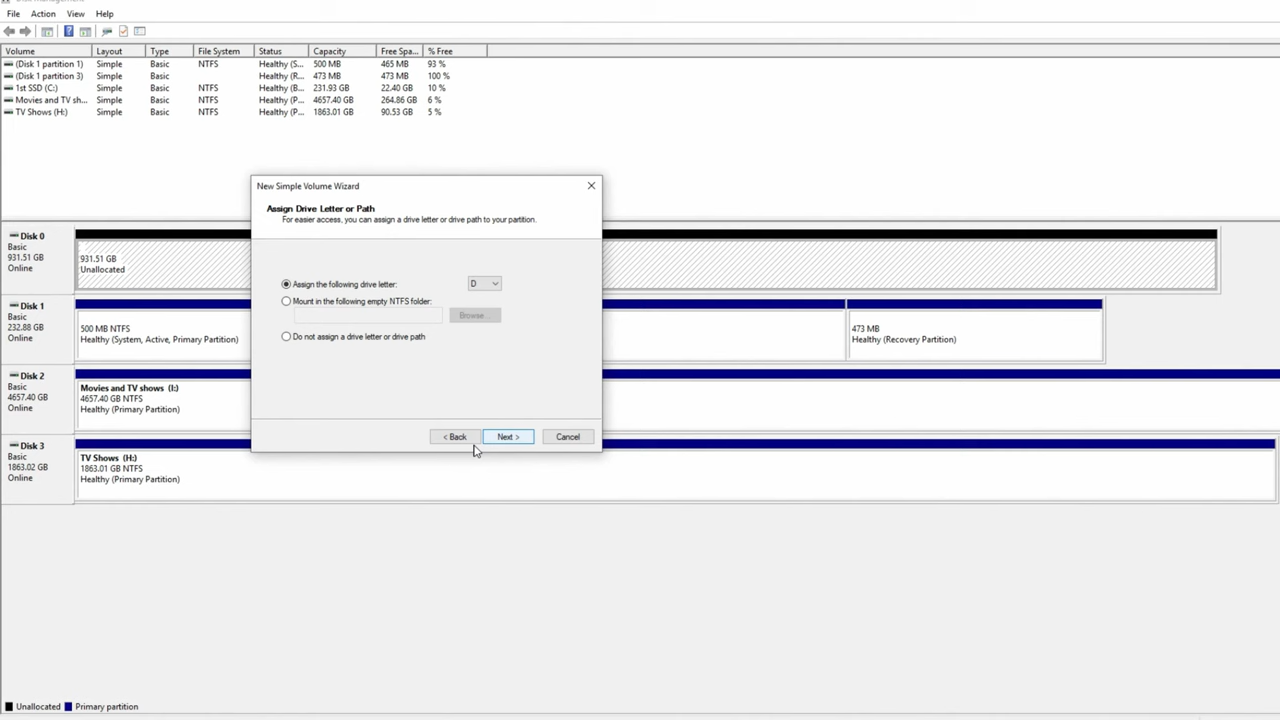 File Action View Help
Volume Layout Type File System Status Capacity Free Spa... % Free
(Disk 1 partition 1) Simple Basic NTFS Healthy (S... 500 MB 465 MB 93 %
(Disk 1 partition 3) Simple Basic Healthy (R... 473 MB 473 MB 100 %
1st SSD (C:) Simple Basic NTFS Healthy (B... 231.93 GB 22.40 GB 10 %
Movies and TV sh... Simple Basic NTFS Healthy (P... 4657.40 GB 264.86 GB 6 %
TV Shows (H:) Simple Basic NTFS Healthy (P... 1863.01 GB 90.53 GB 5 %
New Simple Volume Wizard
Assign Drive Letter or Path
For easier access, you can assign a drive letter or drive path to your partition.
Assign the following drive letter: D
Mount in the following empty NTFS folder:
Browse...
Do not assign a drive letter or drive path
< Back Next > Cancel
Disk 0
Basic
931.51 GB
Online
931.51 GB
Unallocated
Disk 1
Basic
232.88 GB
Online
500 MB NTFS
Healthy (System, Active, Primary Partition)
473 MB
Healthy (Recovery Partition)
Disk 2
Basic
4657.40 GB
Online
Movies and TV shows (I:)
4657.40 GB NTFS
Healthy (Primary Partition)
Disk 3
Basic
1863.02 GB
Online
TV Shows (H:)
1863.01 GB NTFS
Healthy (Primary Partition)
Unallocated Primary partition